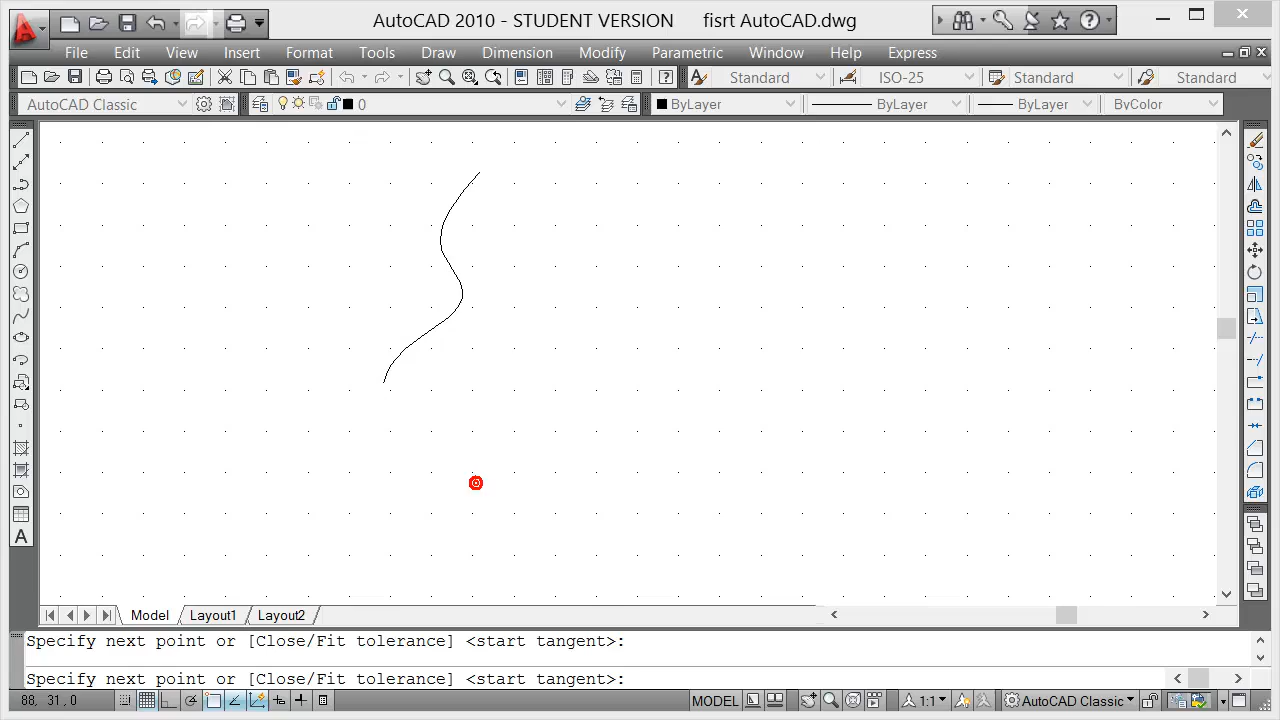 AutoCAD 2010 - STUDENT VERSION fisrt AutoCAD.dwg
File Edit View Insert Format Tools Draw Dimension Modify Parametric Window Help Express
Standard ISO-25 Standard Standard
AutoCAD Classic 0 ByLayer ByLayer ByLayer ByColor
A
Model Layout1 Layout2
Specify next point or [Close/Fit tolerance] <start tangent>:
Specify next point or [Close/Fit tolerance] <start tangent>:
88, 31, 0 MODEL 1:1 AutoCAD Classic